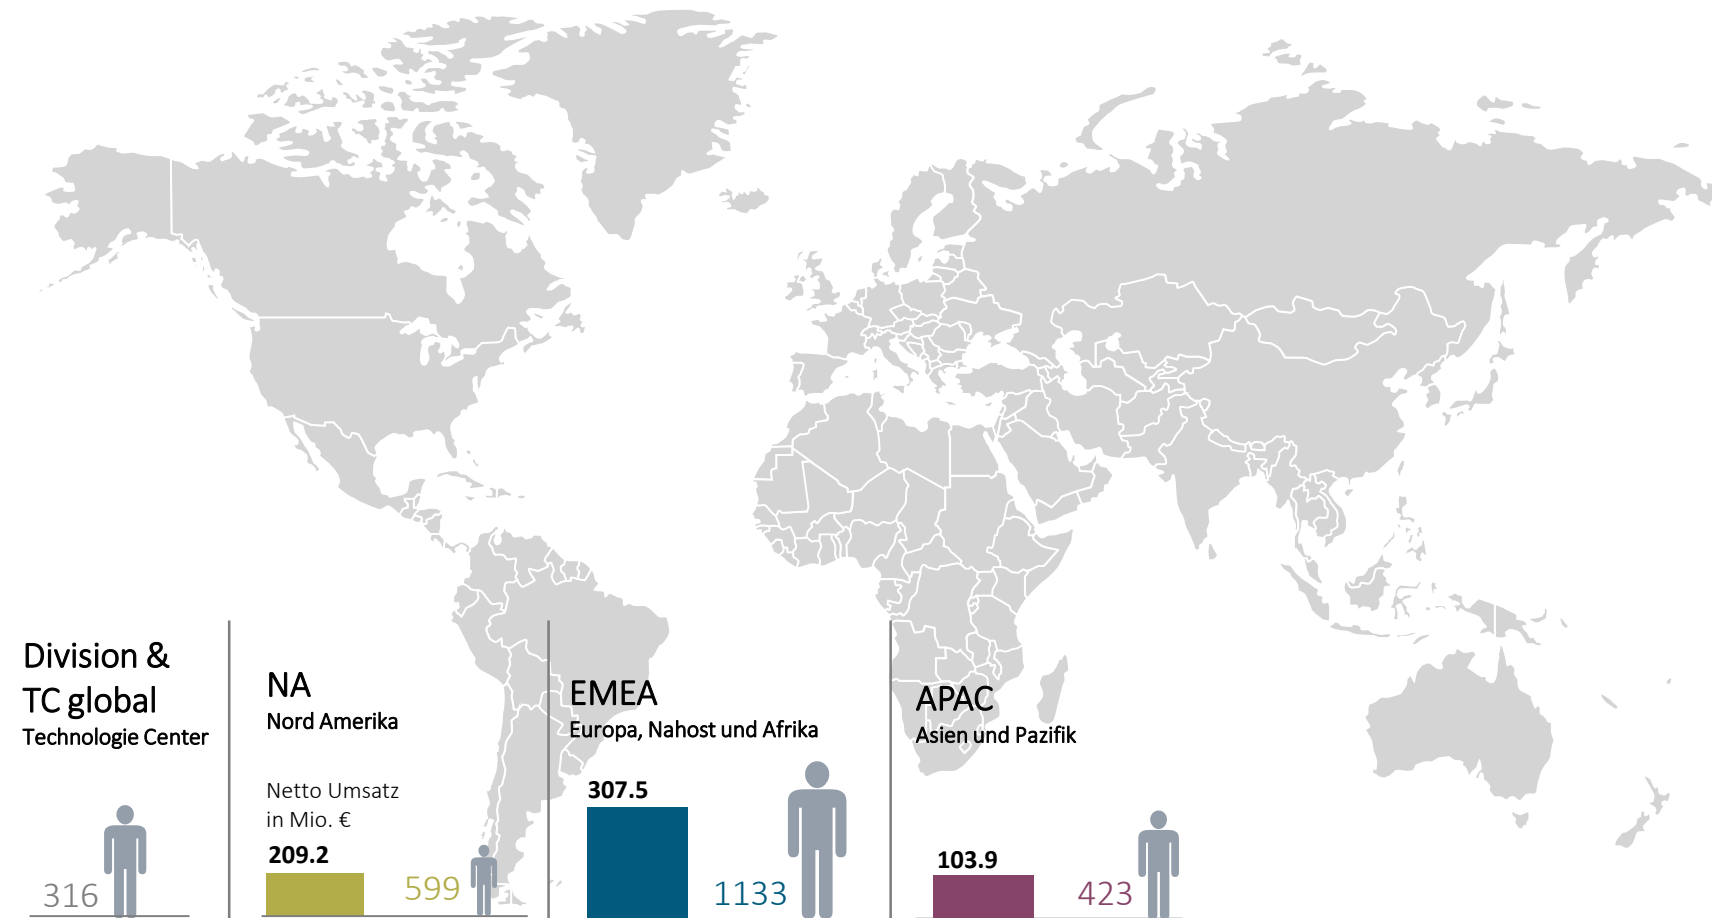 Division &
TC global
Technologie Center
316
NA
Nord Amerika
Netto Umsatz
in Mio. €
209.2
599
EMEA
Europa, Nahost und Afrika
307.5
1133
APAC
Asien und Pazifik
103.9
423